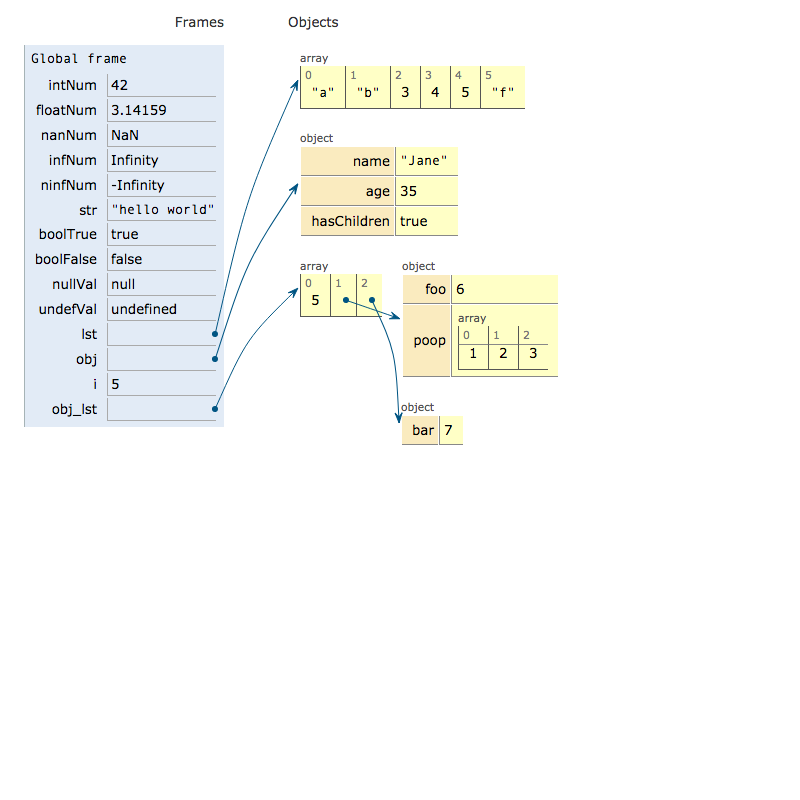 Frames Objects
Global frame
intNum 42
floatNum 3.14159
nanNum NaN
infNum Infinity
ninfNum -Infinity
str "hello world"
boolTrue true
boolFalse false
nullVal null
undefVal undefined
lst
obj
i 5
obj_lst
array
0 1 2 3 4 5
"a" "b" 3 4 5 "f"
object
name "Jane"
age 35
hasChildren true
array
0 1 2
5
object
foo 6
poop
array
0 1 2
1 2 3
object
bar 7